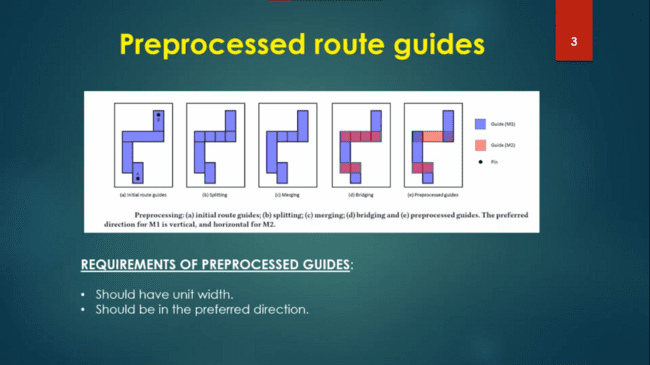 Preprocessed route guides
3
Guide (M1)
Guide (M2)
Pin
(a) Initial route guides
(b) Splitting
(c) Merging
(d) Bridging
(e) Preprocessed guides
Preprocessing: (a) initial route guides; (b) splitting; (c) merging; (d) bridging and (e) preprocessed guides. The preferred
direction for M1 is vertical, and horizontal for M2.
REQUIREMENTS OF PREPROCESSED GUIDES:
• Should have unit width.
• Should be in the preferred direction.